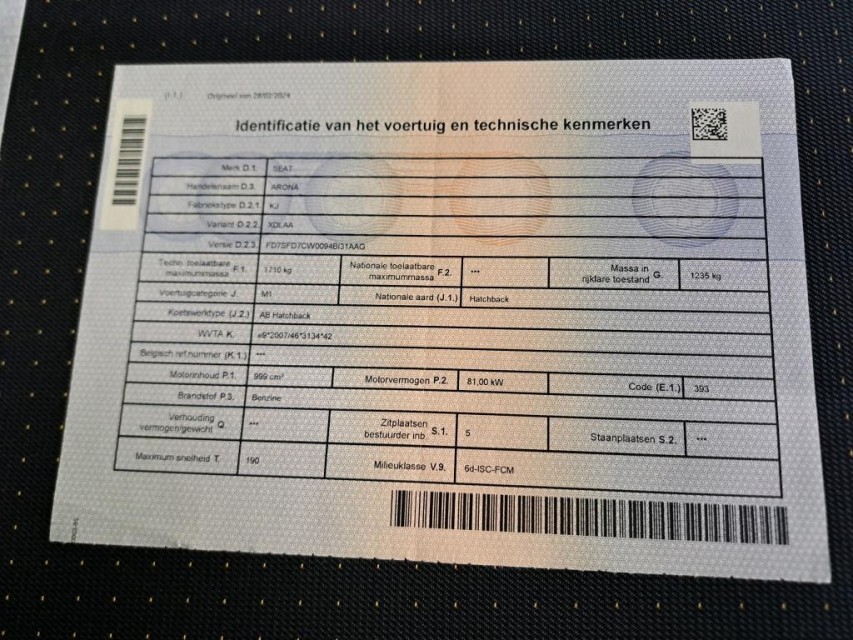 (I.1.) Origineel van 28/02/2024
Identificatie van het voertuig en technische kenmerken
Merk D.1. SEAT
Handelsnaam D.3. ARONA
Fabriekstype D.2.1. KJ
Variant D.2.2. XDLAA
Versie D.2.3. FD7SFD7CW0094BI31AAG
Techn. toelaatbare maximummassa F.1. 1710 kg Nationale toelaatbare maximummassa F.2. *** Massa in rijklare toestand G. 1235 kg
Voertuigcategorie J. M1 Nationale aard (J.1.) Hatchback
Koetswerktype (J.2.) AB Hatchback
WVTA K. e9*2007/46*3134*42
Belgisch ref.nummer (K.1.) ***
Motorinhoud P.1. 999 cm³ Motorvermogen P.2. 81,00 kW Code (E.1.) 393
Brandstof P.3. Benzine
Verhouding vermogen/gewicht Q. *** Zitplaatsen bestuurder inb S.1. 5 Staanplaatsen S.2. ***
Maximum snelheid T. 190 Milieuklasse V.9. 6d-ISC-FCM